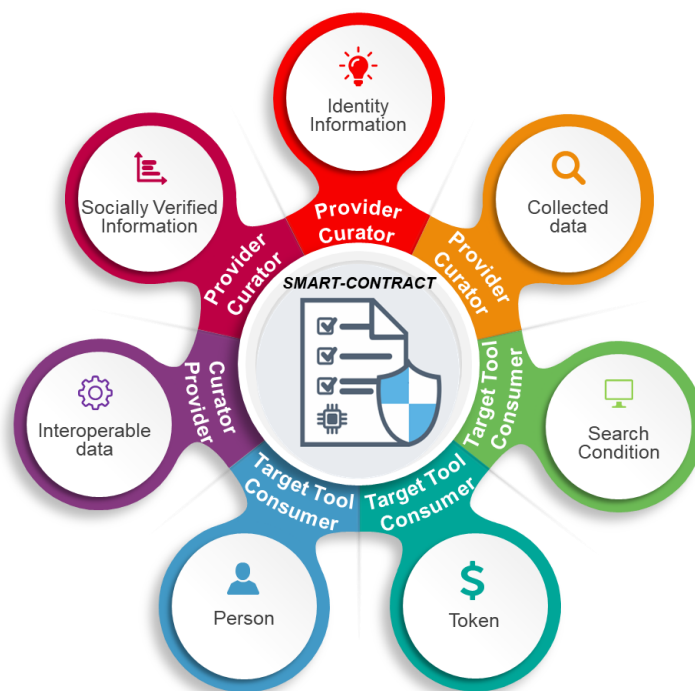 Identity
Information
Provider
Curator
Collected
data
Provider
Curator
Search
Condition
Target Tool
Consumer
Token
Target Tool
Consumer
Person
Target Tool
Consumer
Interoperable
data
Curator
Provider
Socially Verified
Information
Provider
Curator
SMART-CONTRACT